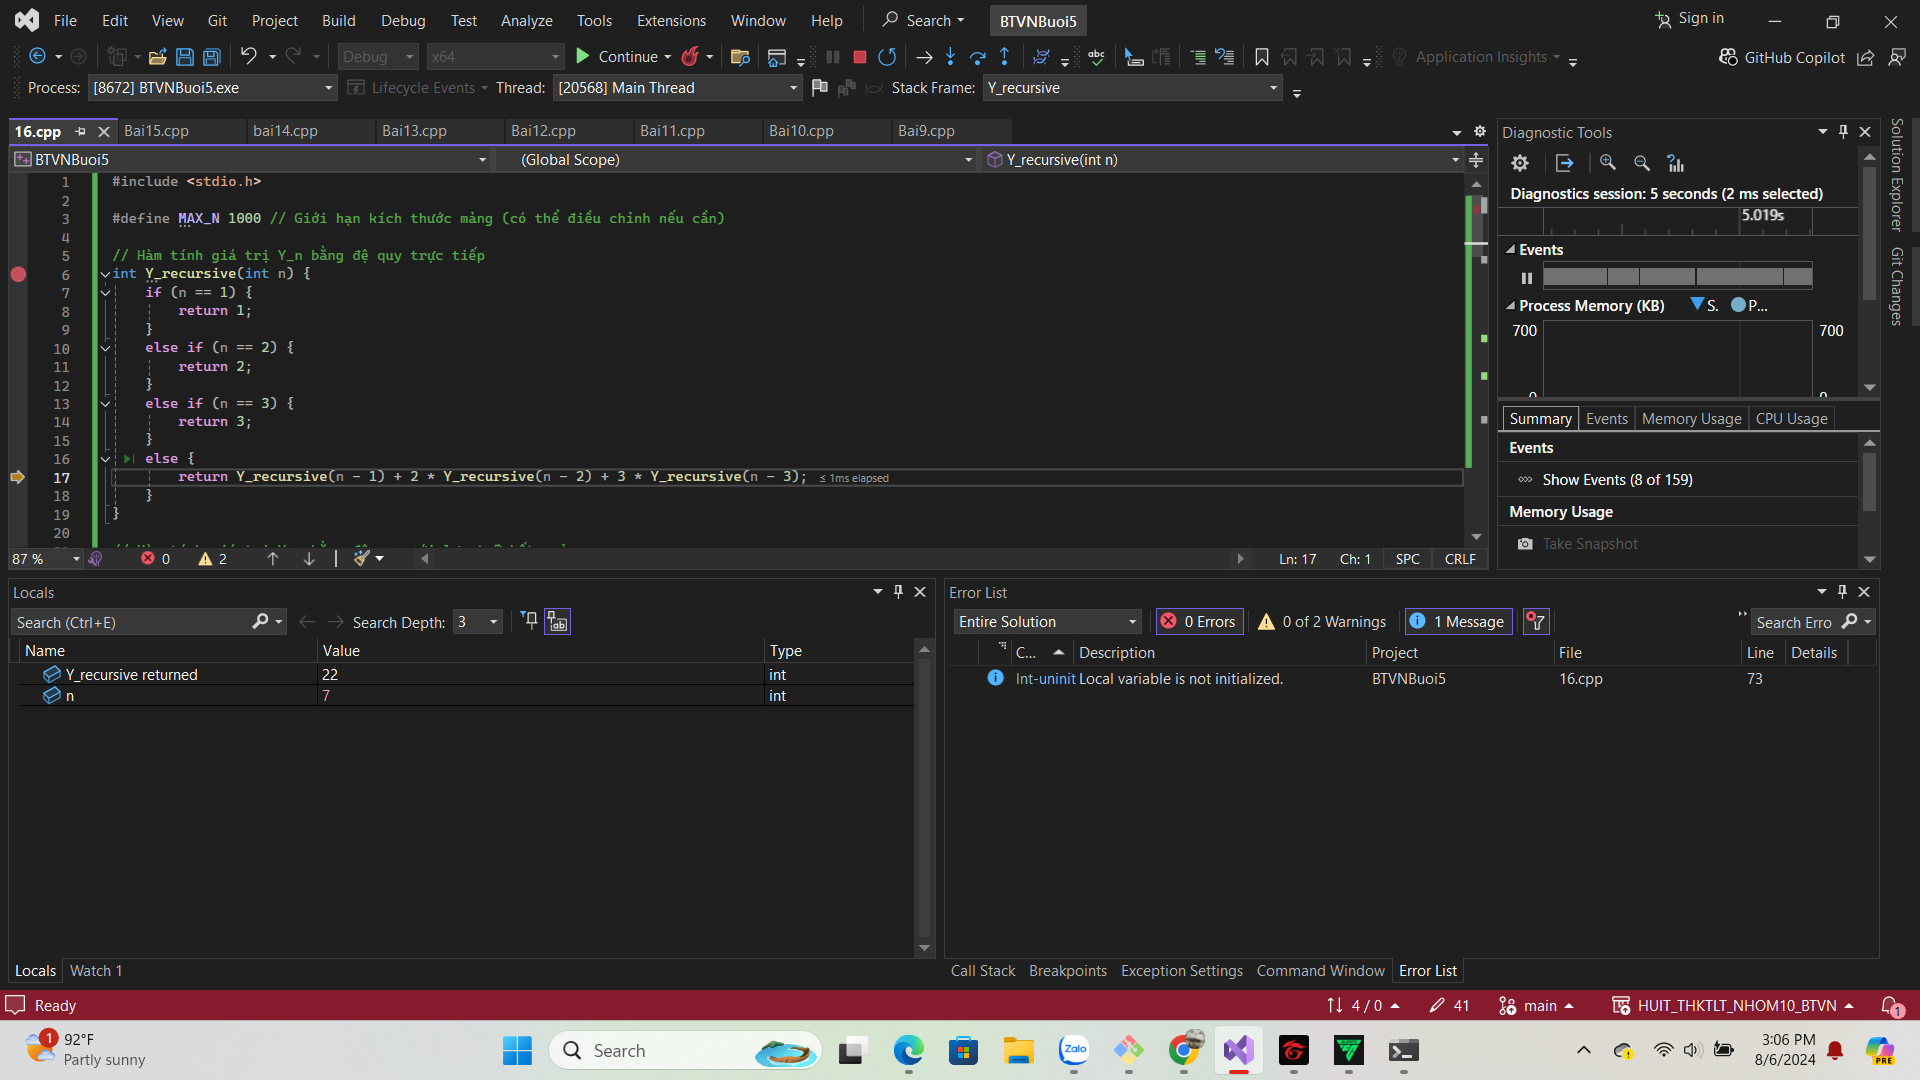 File Edit View Git Project Build Debug Test Analyze Tools Extensions Window Help Search BTVNBuoi5 Sign in
Debug x64 Continue Application Insights GitHub Copilot
Process: [8672] BTVNBuoi5.exe Lifecycle Events Thread: [20568] Main Thread Stack Frame: Y_recursive
16.cpp Bai15.cpp bai14.cpp Bai13.cpp Bai12.cpp Bai11.cpp Bai10.cpp Bai9.cpp
BTVNBuoi5 (Global Scope) Y_recursive(int n)
1 #include <stdio.h>
2
3 #define MAX_N 1000 // Giới hạn kích thước mảng (có thể điều chỉnh nếu cần)
4
5 // Hàm tính giá trị Y_n bằng đệ quy trực tiếp
6 int Y_recursive(int n) {
7 if (n == 1) {
8 return 1;
9 }
10 else if (n == 2) {
11 return 2;
12 }
13 else if (n == 3) {
14 return 3;
15 }
16 else {
17 return Y_recursive(n - 1) + 2 * Y_recursive(n - 2) + 3 * Y_recursive(n - 3); ≤ 1ms elapsed
18 }
19 }
20
87 % 0 2 Ln: 17 Ch: 1 SPC CRLF
Diagnostic Tools
Diagnostics session: 5 seconds (2 ms selected)
5.019s
Events
Process Memory (KB) S. P...
700 700
0 0
Summary Events Memory Usage CPU Usage
Events
Show Events (8 of 159)
Memory Usage
Take Snapshot
Solution Explorer
Git Changes
Locals
Search (Ctrl+E) Search Depth: 3
Name Value Type
Y_recursive returned 22 int
n 7 int
Locals Watch 1
Error List
Entire Solution 0 Errors 0 of 2 Warnings 1 Message Search Erro
C... Description Project File Line Details
Int-uninit Local variable is not initialized. BTVNBuoi5 16.cpp 73
Call Stack Breakpoints Exception Settings Command Window Error List
Ready 4 / 0 41 main HUIT_THKTLT_NHOM10_BTVN 1
1 92°F
Partly sunny
Search
Zalo
3:06 PM
8/6/2024
PRE